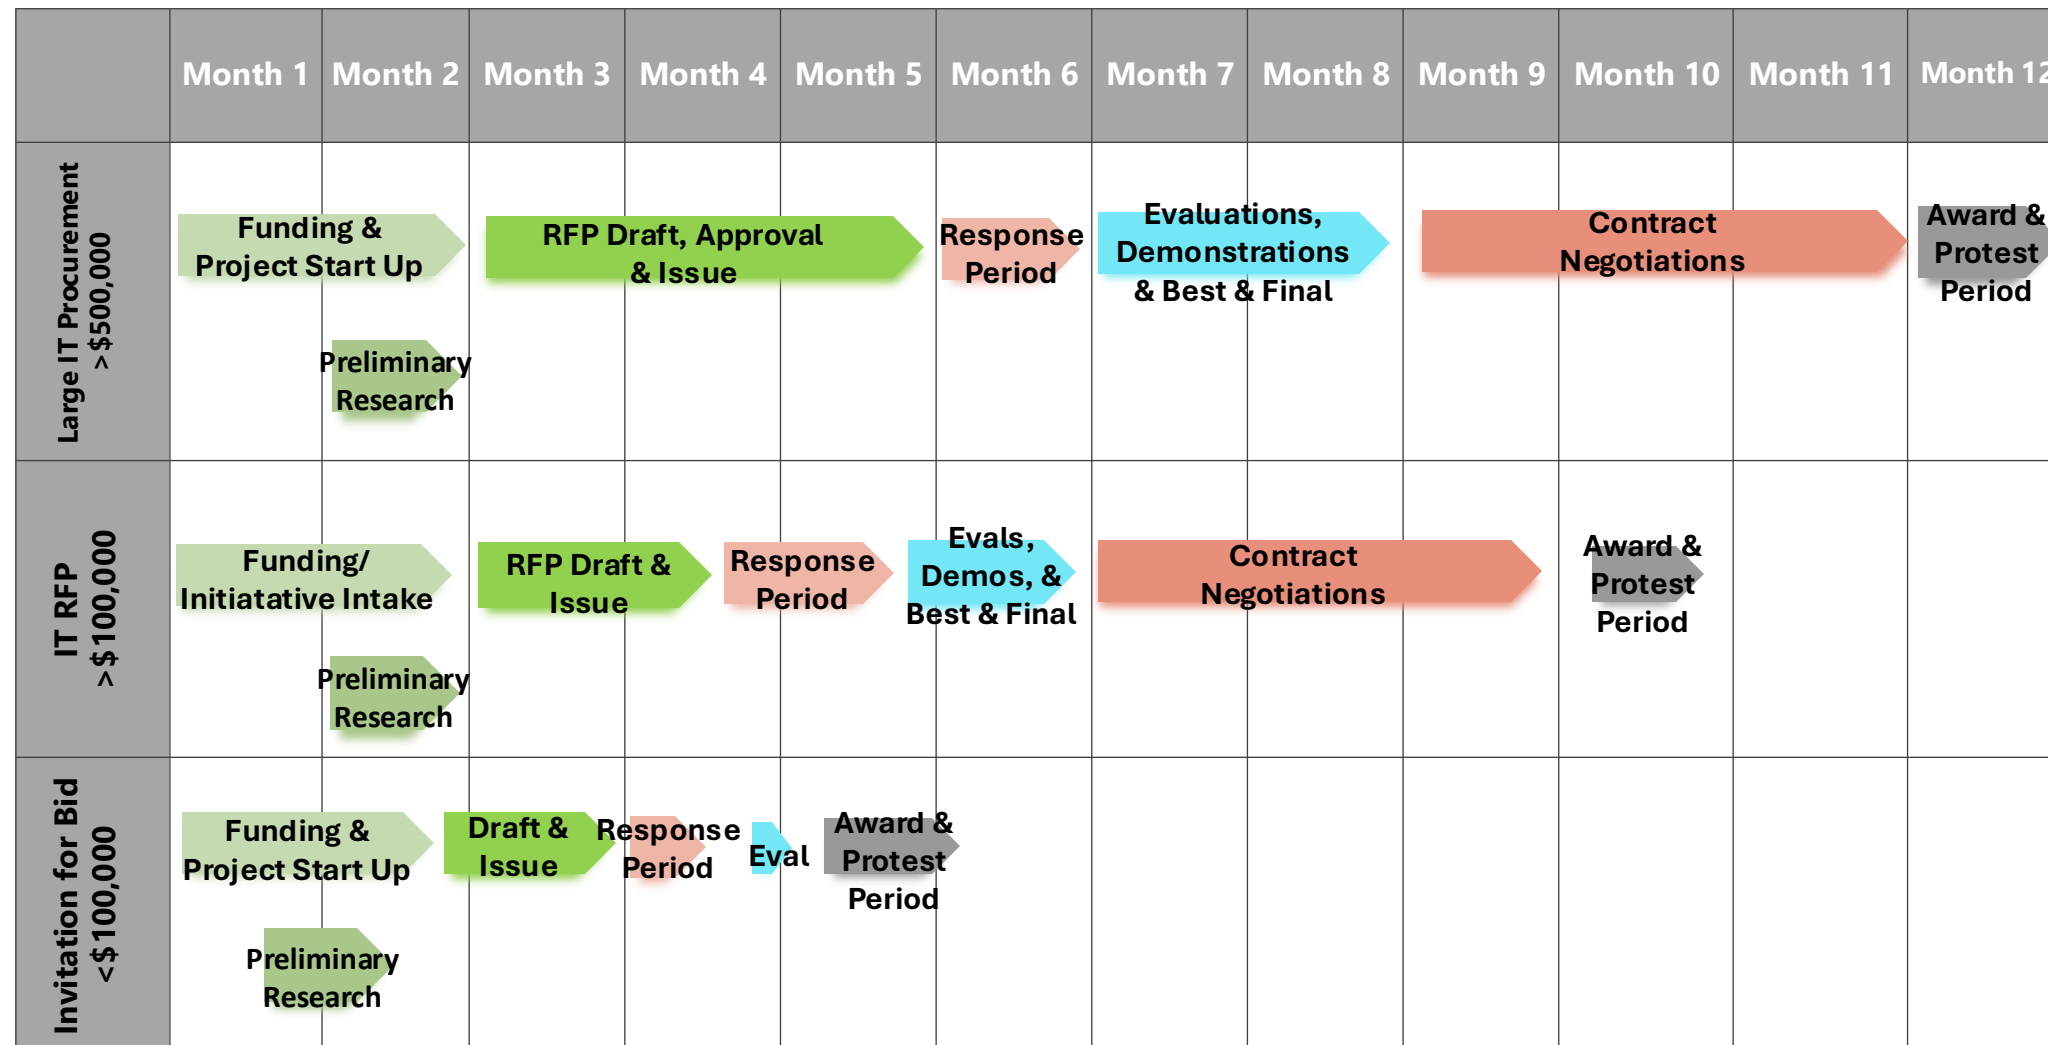 Month 1
Month 2
Month 3
Month 4
Month 5
Month 6
Month 7
Month 8
Month 9
Month 10
Month 11
Month 12
Large IT Procurement
>$500,000
Funding &
Project Start Up
RFP Draft, Approval
& Issue
Response
Period
Evaluations,
Demonstrations
& Best & Final
Contract
Negotiations
Award &
Protest
Period
Preliminary
Research
IT RFP
>$100,000
Funding/
Initiatative Intake
RFP Draft &
Issue
Response
Period
Evals,
Demos, &
Best & Final
Contract
Negotiations
Award &
Protest
Period
Preliminary
Research
Invitation for Bid
<$100,000
Funding &
Project Start Up
Draft &
Issue
Response
Period
Eval
Award &
Protest
Period
Preliminary
Research